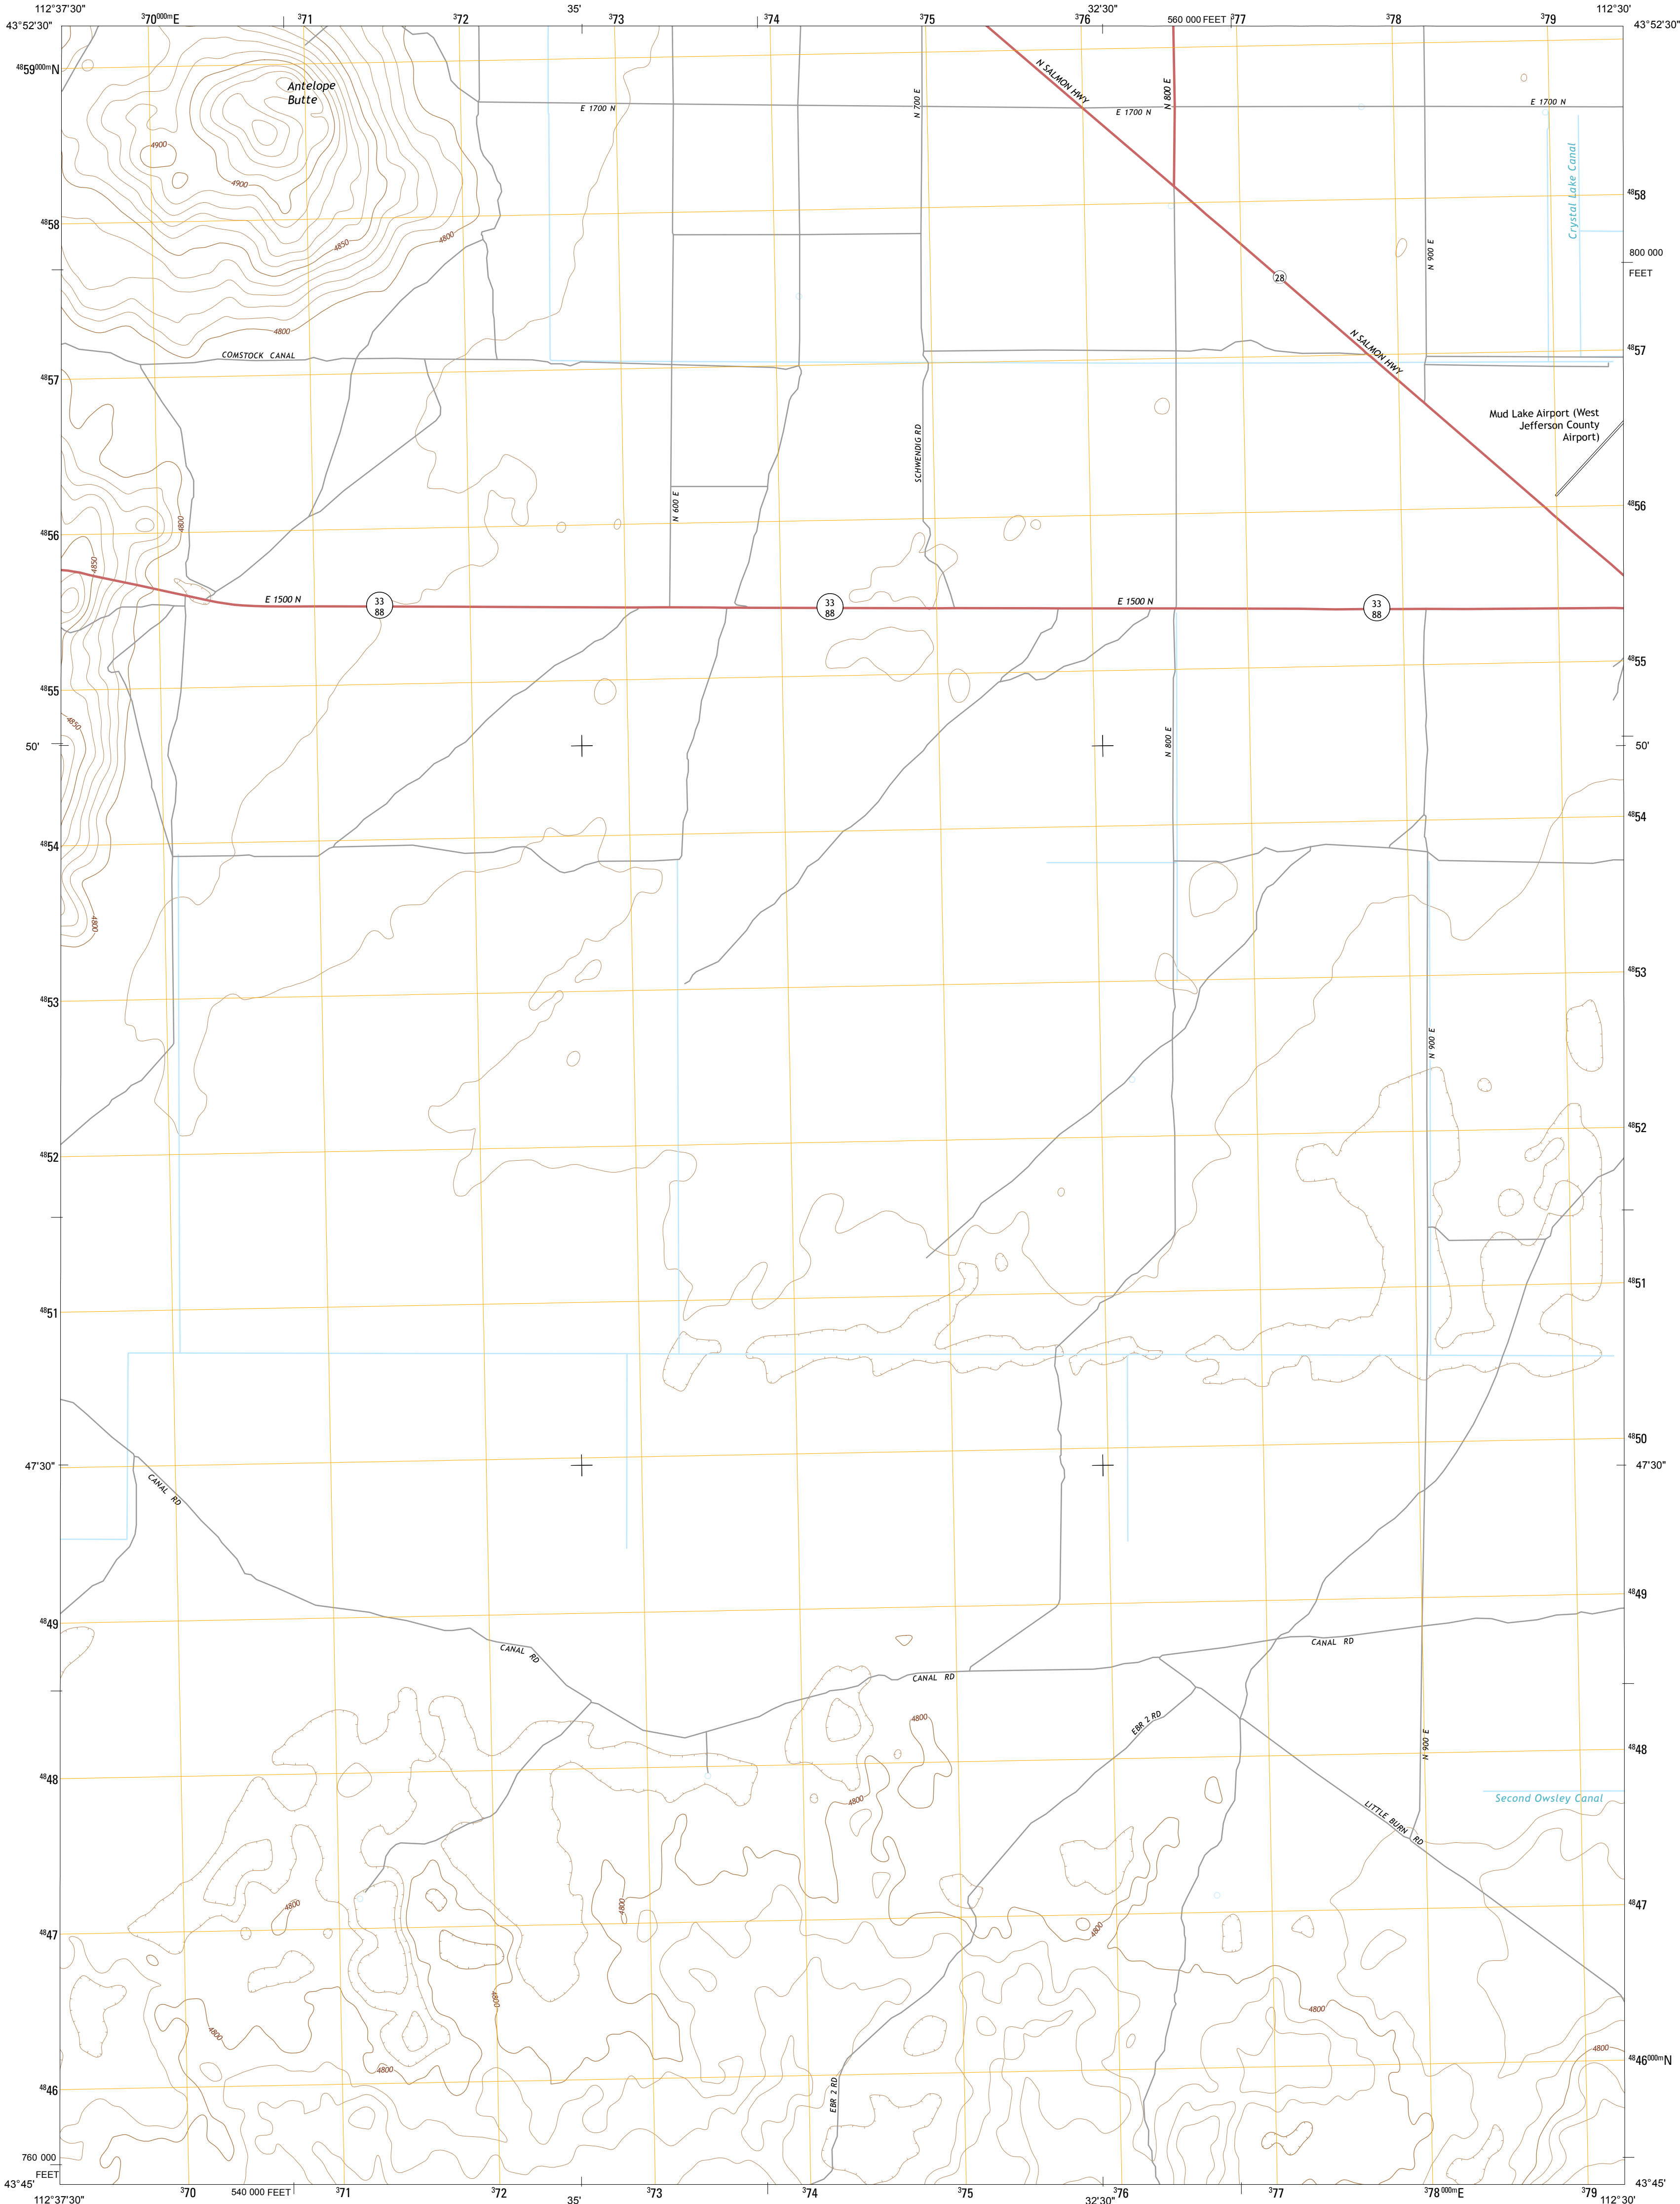 112°37'30"
370000mE
371
372
35'
373
374
375
376
32'30"
560 000 FEET
377
378
379
112°30'
43°52'30"
43°52'30"
4859000mN
Antelope
Butte
N SALMON HWY
N 800 E
N 700 E
E 1700 N
E 1700 N
E 1700 N
4900
4900
Crystal Lake Canal
4858
4858
4850
4800
N 900 E
800 000
FEET
28
4800
N SALMON HWY
COMSTOCK CANAL
4857
4857
Mud Lake Airport (West
Jefferson County
Airport)
SCHWENDIG RD
N 600 E
4800
4856
4856
4850
E 1500 N
33
88
33
88
E 1500 N
33
88
4855
4855
4850
N 800 E
50'
50'
4854
4854
4800
4853
4853
N 900 E
4852
4852
4851
4851
4850
47'30"
47'30"
CANAL RD
4849
4849
CANAL RD
CANAL RD
CANAL RD
4800
EBR 2 RD
N 900 E
4848
4848
4800
Second Owsley Canal
LITTLE BURN RD
4800
4800
4800
4847
4847
4800
4800
4800
4800
4800
4846
4846000mN
EBR 2 RD
760 000
FEET
43°45'
43°45'
112°37'30"
370
540 000 FEET
371
372
35'
373
374
375
32'30"
376
377
378000mE
379
112°30'